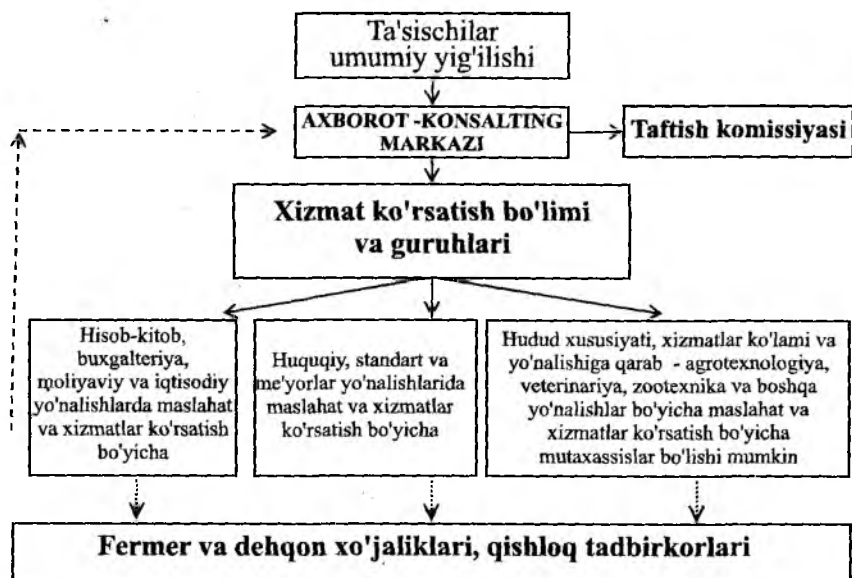 Ta'sischilar
umumiy yig'ilishi
AXBOROT -KONSALTING
MARKAZI
Taftish komissiyasi
Xizmat ko'rsatish bo'limi
va guruhlari
Hisob-kitob,
buxgalteriya,
moliyaviy va iqtisodiy
yo'nalishlarda maslahat
va xizmatlar ko'rsatish
bo'yicha
Huquqiy, standart va
me'yorlar yo'nalishlarida
maslahat va xizmatlar
ko'rsatish bo'yicha
Hudud xususiyati, xizmatlar ko'lami va
yo'nalishiga qarab - agrotexnologiya,
veterinariya, zootexnika va boshqa
yo'nalishlar bo'yicha maslahat va
xizmatlar ko'rsatish bo'yicha
mutaxassislar bo'lishi mumkin
Fermer va dehqon xo'jaliklari, qishloq tadbirkorlari